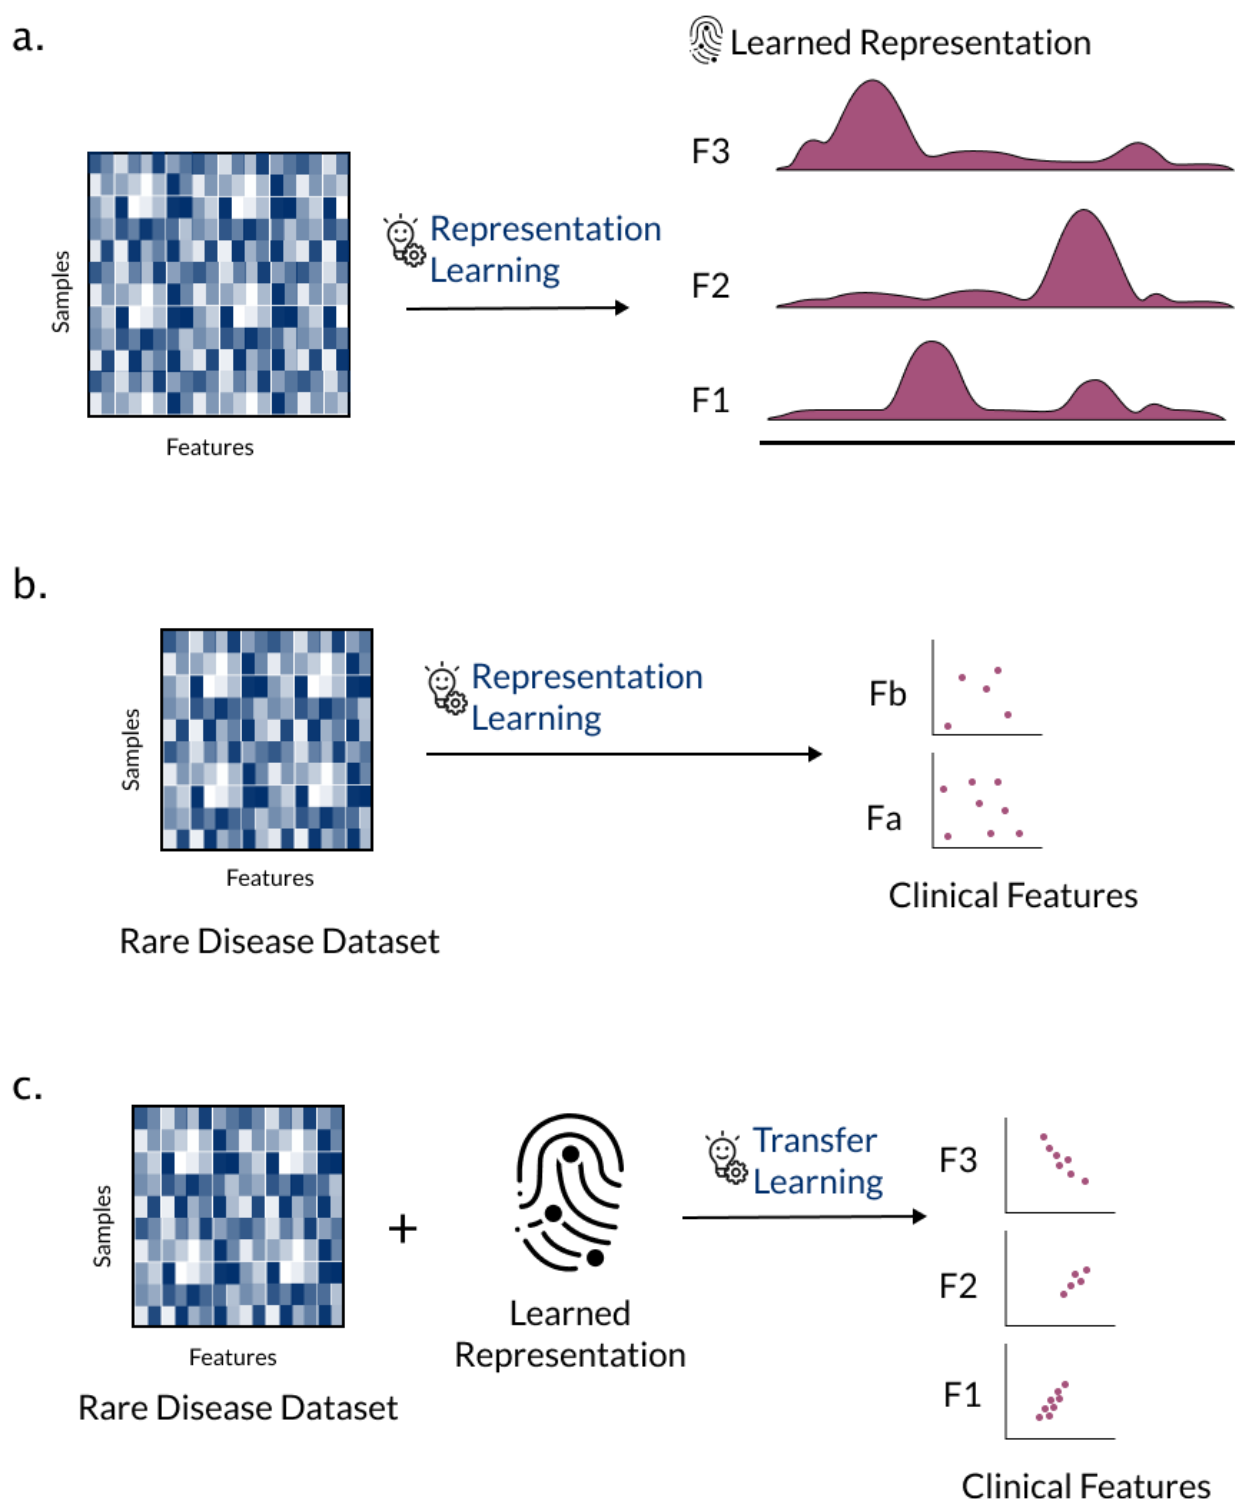 a.
Learned Representation
F3
Representation
Learning
F2
F1
Samples
Features
b.
Representation
Learning
Fb
Fa
Samples
Features
Clinical Features
Rare Disease Dataset
c.
Transfer
Learning
F3
F2
F1
Samples
+
Learned
Representation
Features
Rare Disease Dataset
Clinical Features